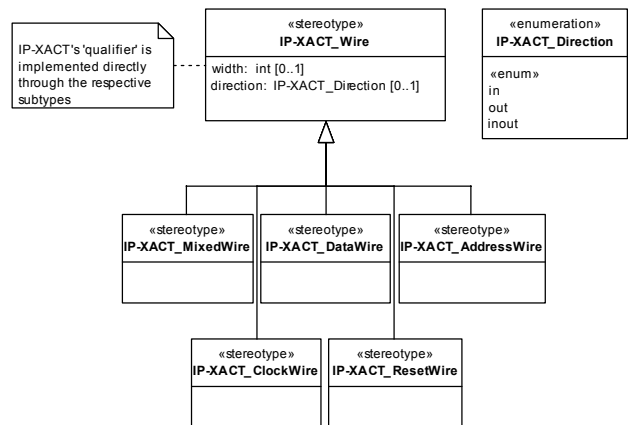 IP-XACT's 'qualifier' is
implemented directly
through the respective
subtypes
«stereotype»
IP-XACT_Wire
width: int [0..1]
direction: IP-XACT_Direction [0..1]
«enumeration»
IP-XACT_Direction
«enum»
in
out
inout
«stereotype»
IP-XACT_MixedWire
«stereotype»
IP-XACT_DataWire
«stereotype»
IP-XACT_AddressWire
«stereotype»
IP-XACT_ClockWire
«stereotype»
IP-XACT_ResetWire